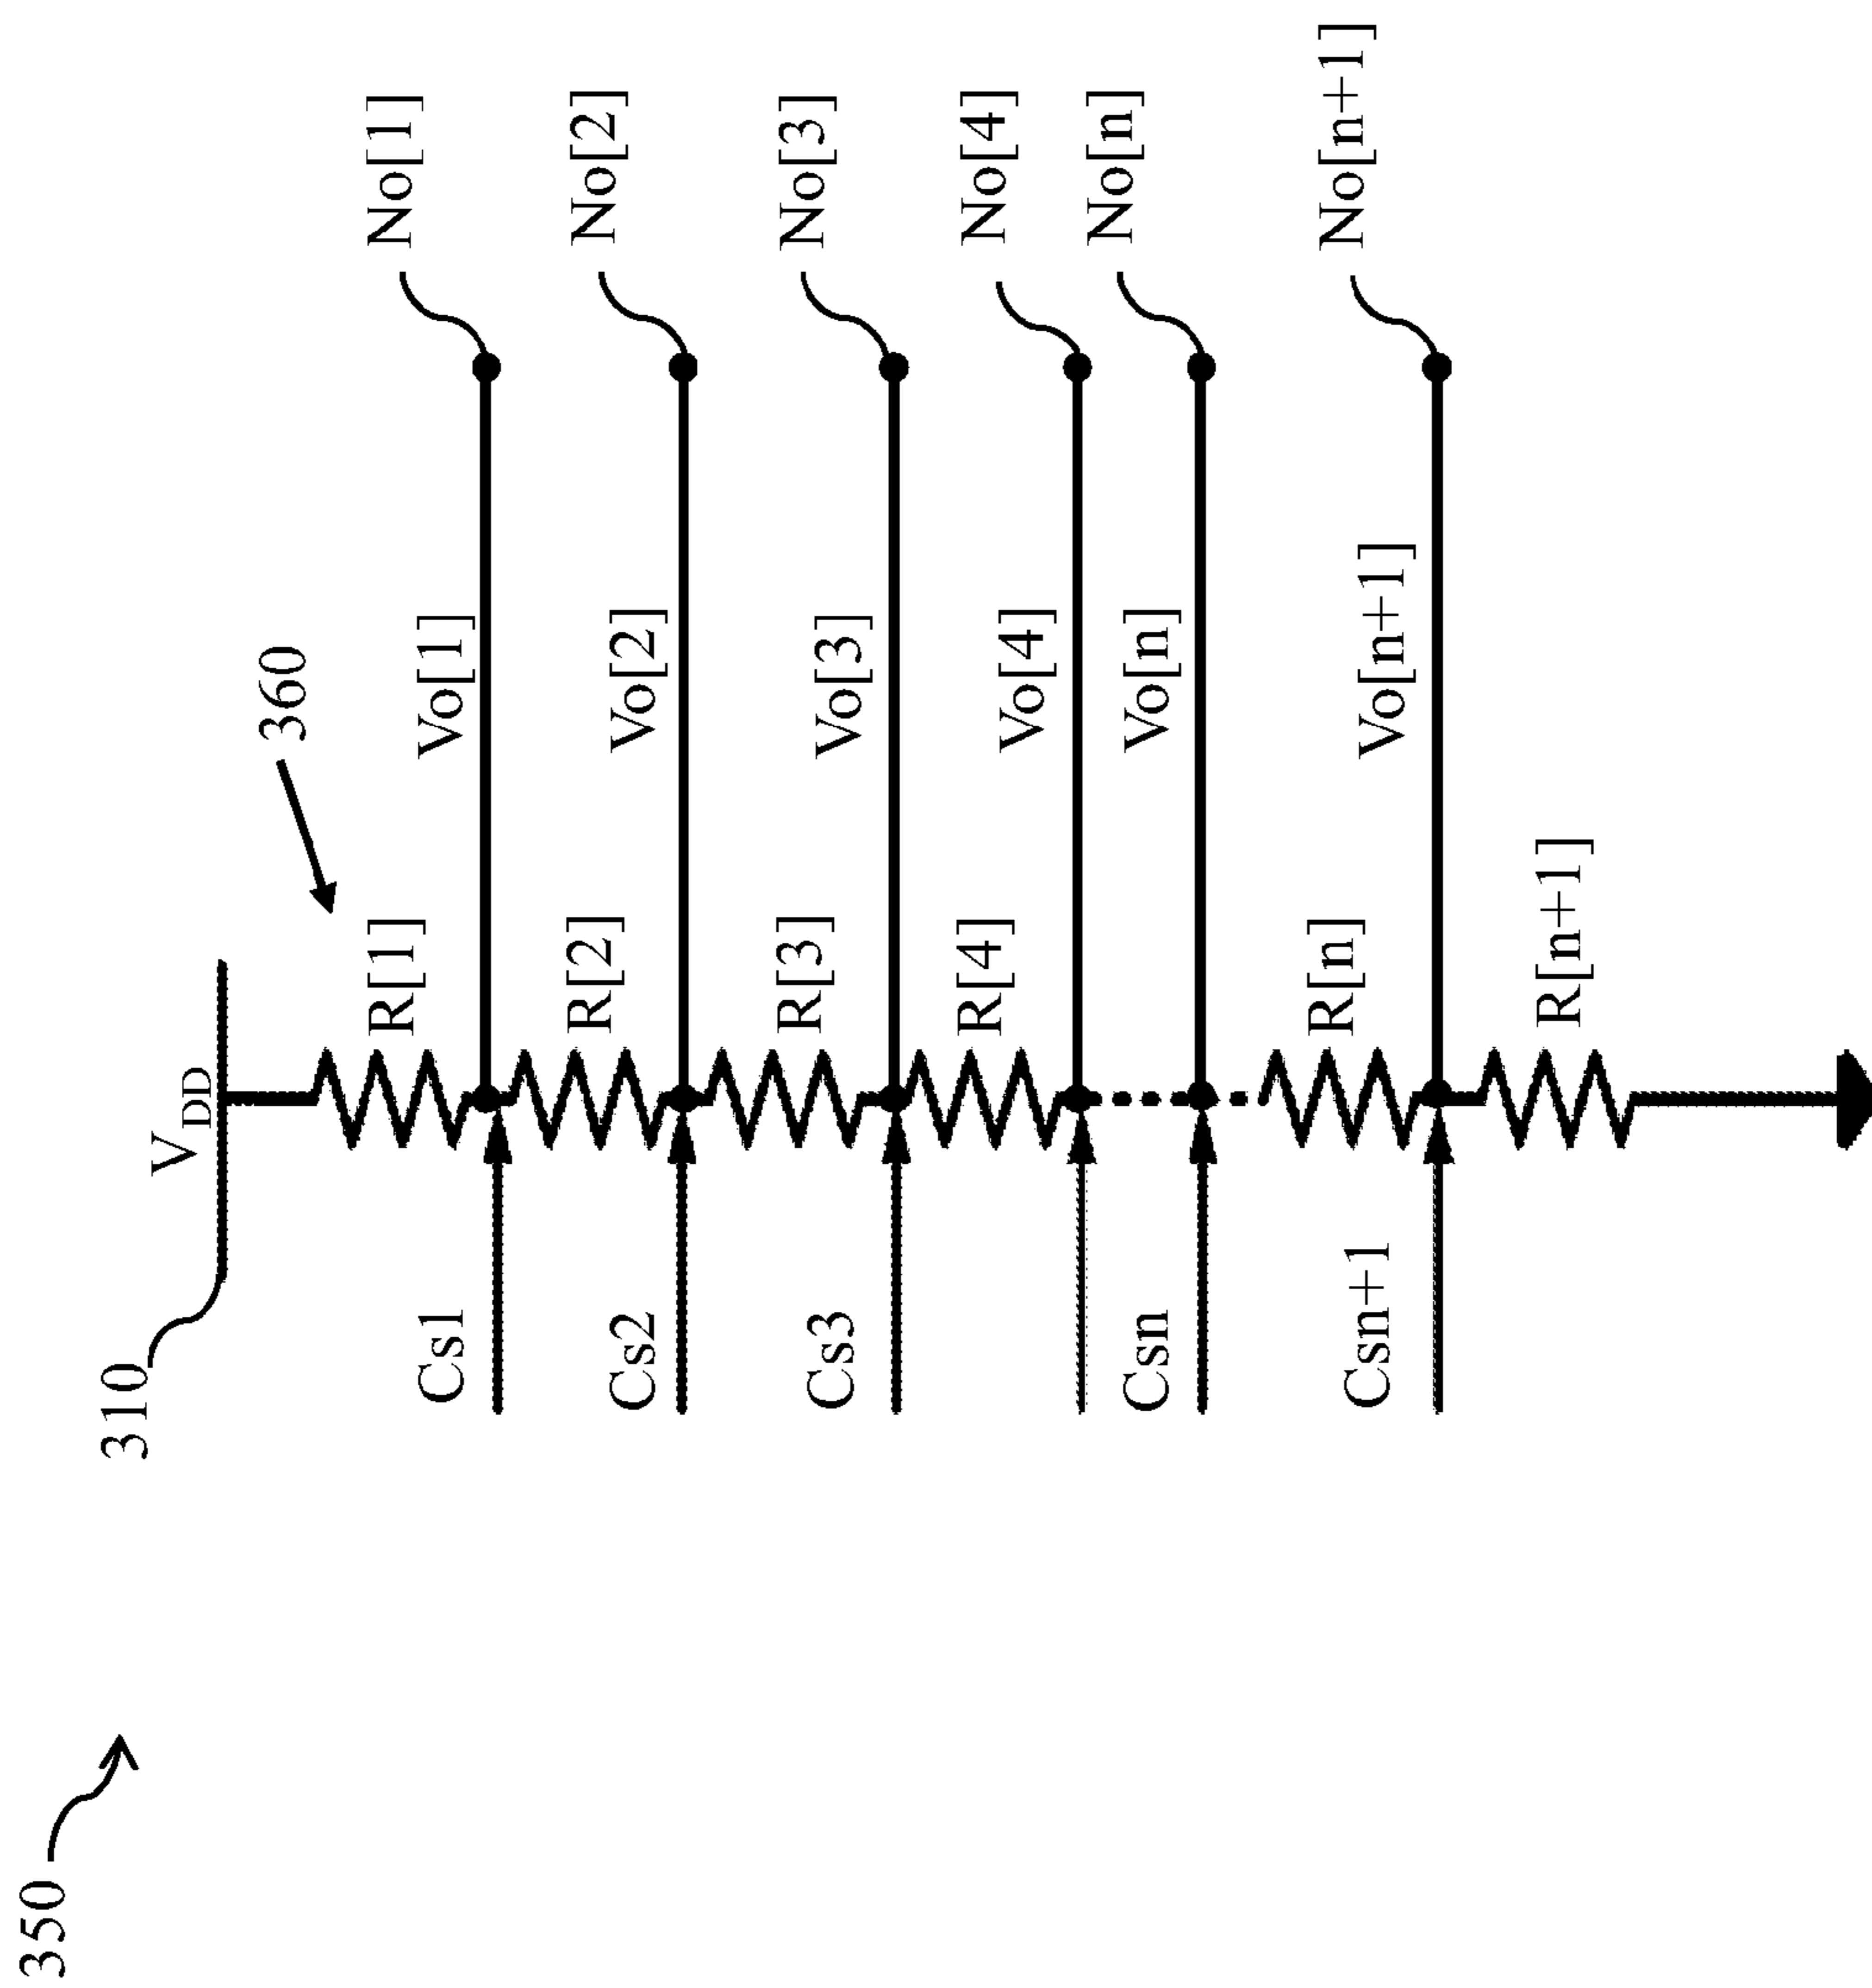 350
310
V DD
360
Cs1
R[1]
Vo[1]
No[1]
Cs2
R[2]
Vo[2]
No[2]
Cs3
R[3]
Vo[3]
No[3]
R[4]
Vo[4]
No[4]
Csn
Vo[n]
No[n]
Csn+1
R[n]
Vo[n+1]
No[n+1]
R[n+1]